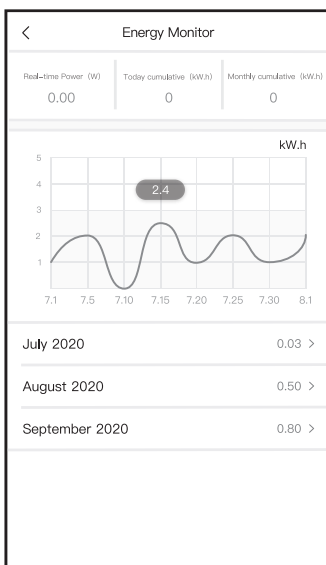 Energy Monitor
Real-time Power (W) Today cumulative (kW.h) Monthly cumulative (kW.h)
0.00 0 0
kW.h
5
4
2.4
3
2
1
7.1 7.5 7.10 7.15 7.20 7.25 7.30 8.1
July 2020 0.03 >
August 2020 0.50 >
September 2020 0.80 >